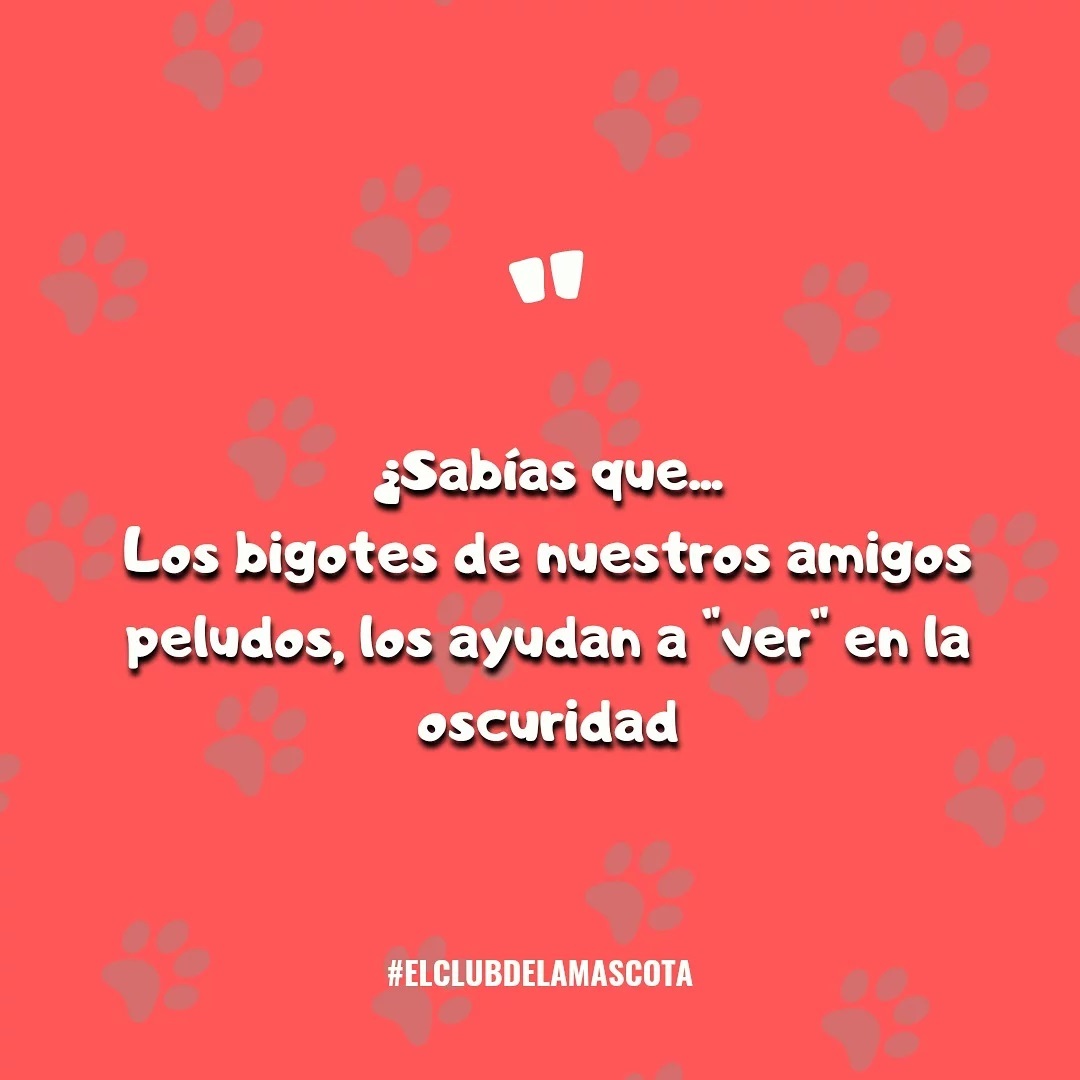 "
¿Sabías que...
Los bigotes de nuestros amigos
peludos, los ayudan a "ver" en la
oscuridad
#ELCLUBDELAMASCOTA